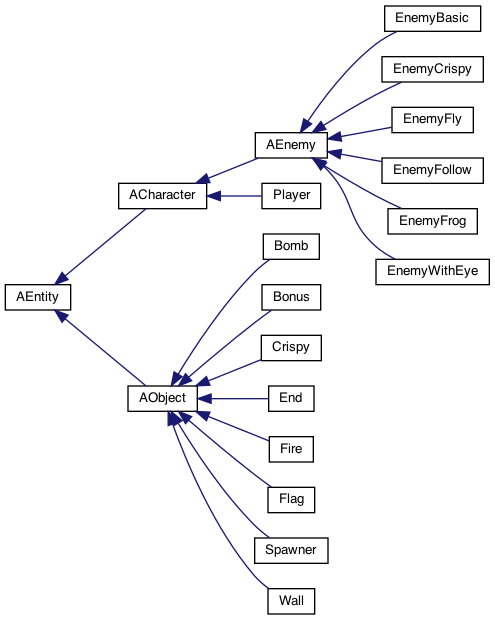 EnemyBasic
EnemyCrispy
EnemyFly
AEnemy
EnemyFollow
ACharacter
Player
EnemyFrog
Bomb
EnemyWithEye
AEntity
Bonus
Crispy
AObject
End
Fire
Flag
Spawner
Wall